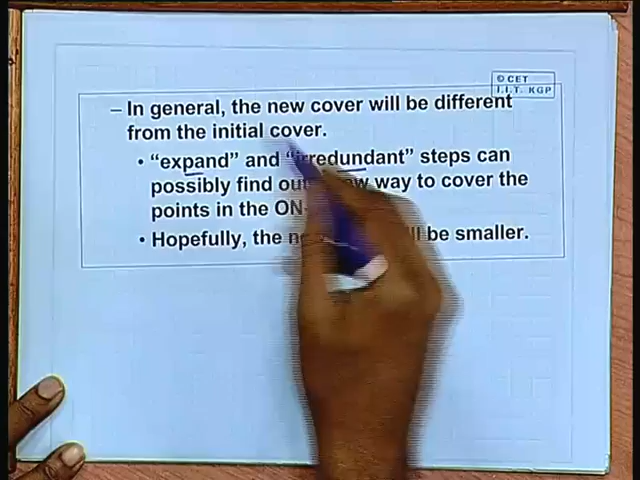 © CET
I.I.T. KGP
– In general, the new cover will be different
from the initial cover.
• "expand" and "irredundant" steps can
possibly find out new way to cover the
points in the ON-
• Hopefully, the be smaller.